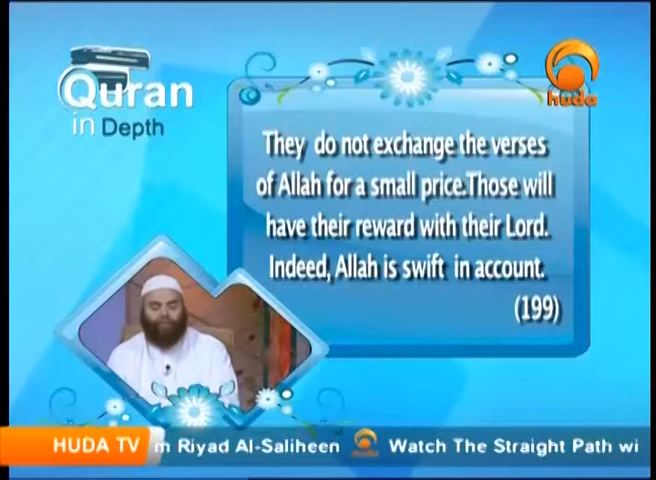 Quran
in Depth
huda
They do not exchange the verses
of Allah for a small price.Those will
have their reward with their Lord.
Indeed, Allah is swift in account.
(199)
HUDA TV
m Riyad Al-Saliheen
Watch The Straight Path wi